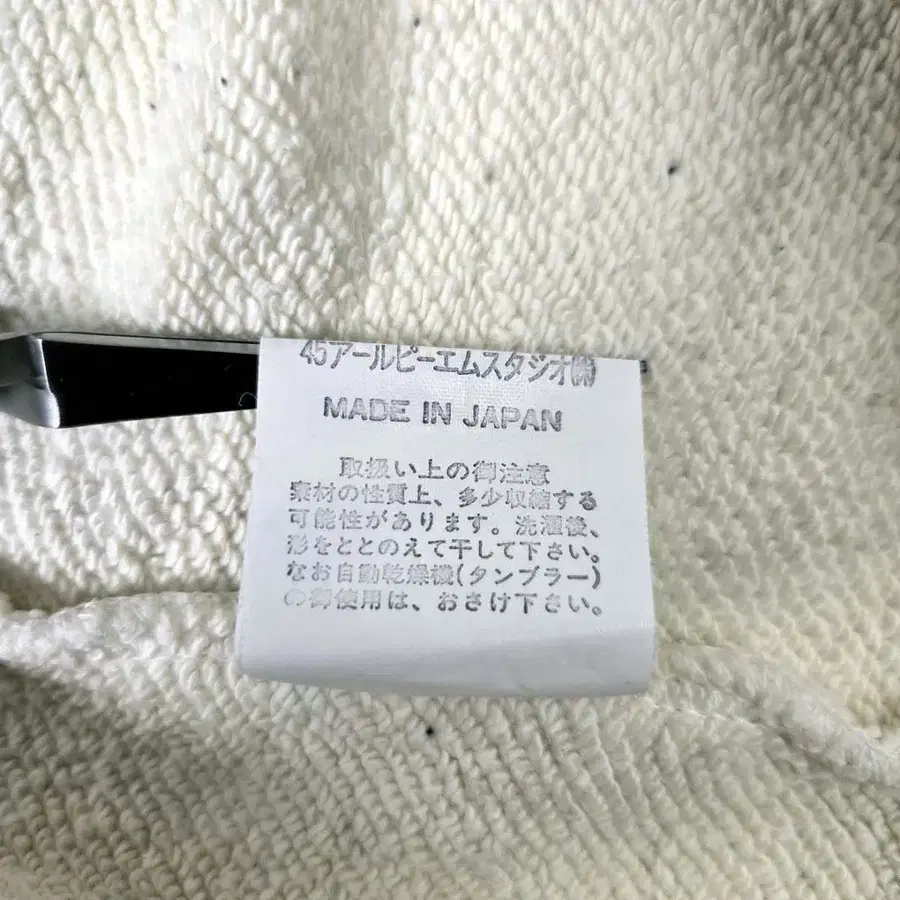 45アールピーエムスタジオ㈱
MADE IN JAPAN
取扱い上の御注意
素材の性質上、多少収縮する
可能性があります。洗濯後、
形をととのえて干して下さい。
なお自動乾燥機(タンブラー)
の御使用は、おさけ下さい。